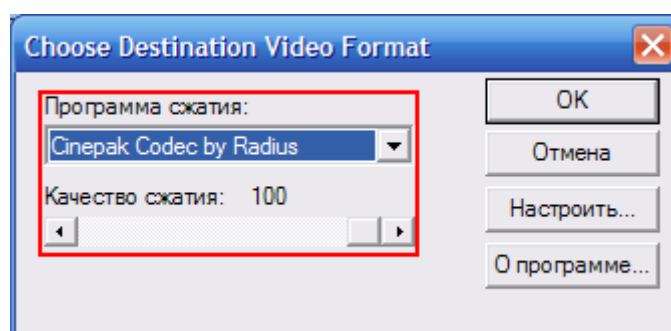 Choose Destination Video Format
Программа сжатия:
Cinepak Codec by Radius
Качество сжатия: 100
OK
Отмена
Настроить...
О программе...